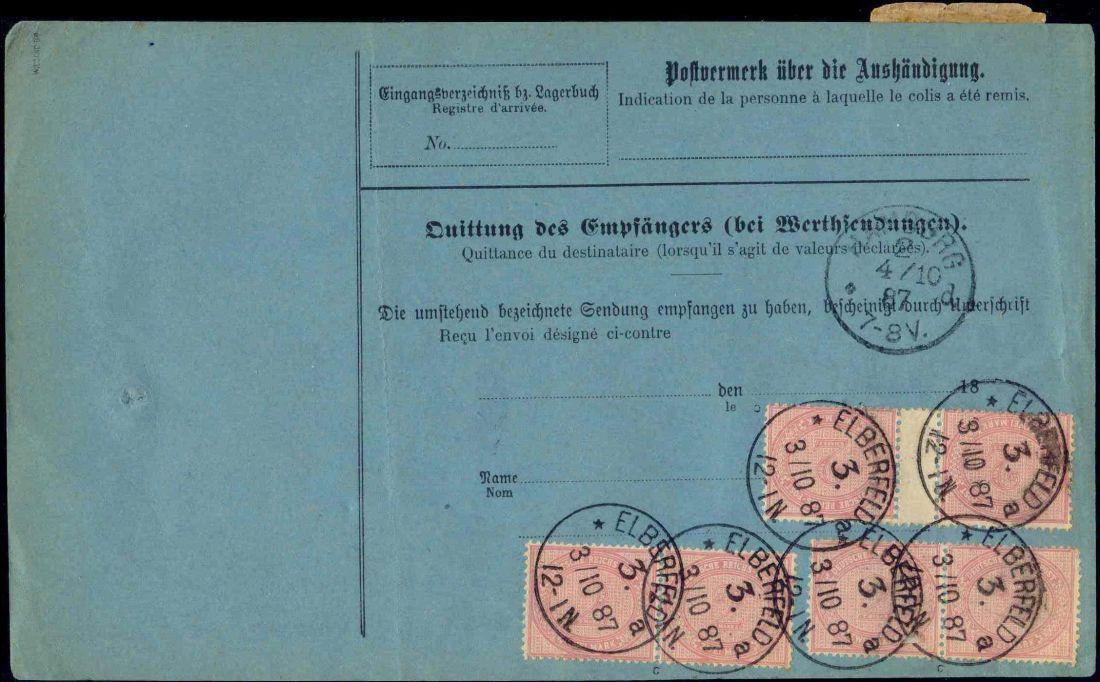 Postvermerk über die Aushändigung.
Eingangsverzeichniß bz. Lagerbuch
Registre d'arrivée.
Indication de la personne à laquelle le colis a été remis.
No.
Quittung des Empfängers (bei Werthsendungen).
Quittance du destinataire (lorsqu'il s'agit de valeurs déclarées).
2
4/10
87 d
7-8V.
Die umstehend bezeichnete Sendung empfangen zu haben, bescheinigt durch Unterschrift
Reçu l'envoi désigné ci-contre
den 18
le
Name
Nom
* ELBERFELD a
3.
3/10 87
12-1N
* ELBERFELD a
3.
3/10 87
12-1N
* ELBERFELD a
3.
3/10 87
12-1N
* ELBERFELD a
3.
3/10 87
* ELBERFELD a
3.
3/10 87
12-1N
* ELBERFELD a
3.
3/10 87
C
C